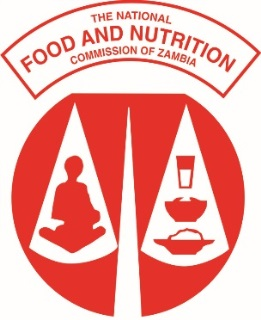 THE NATIONAL
FOOD AND NUTRITION
COMMISSION OF ZAMBIA